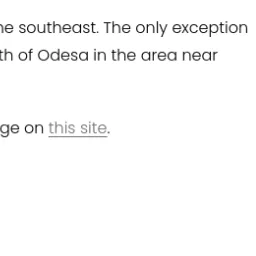 he southeast. The only exception
th of Odesa in the area near
ge on this site.